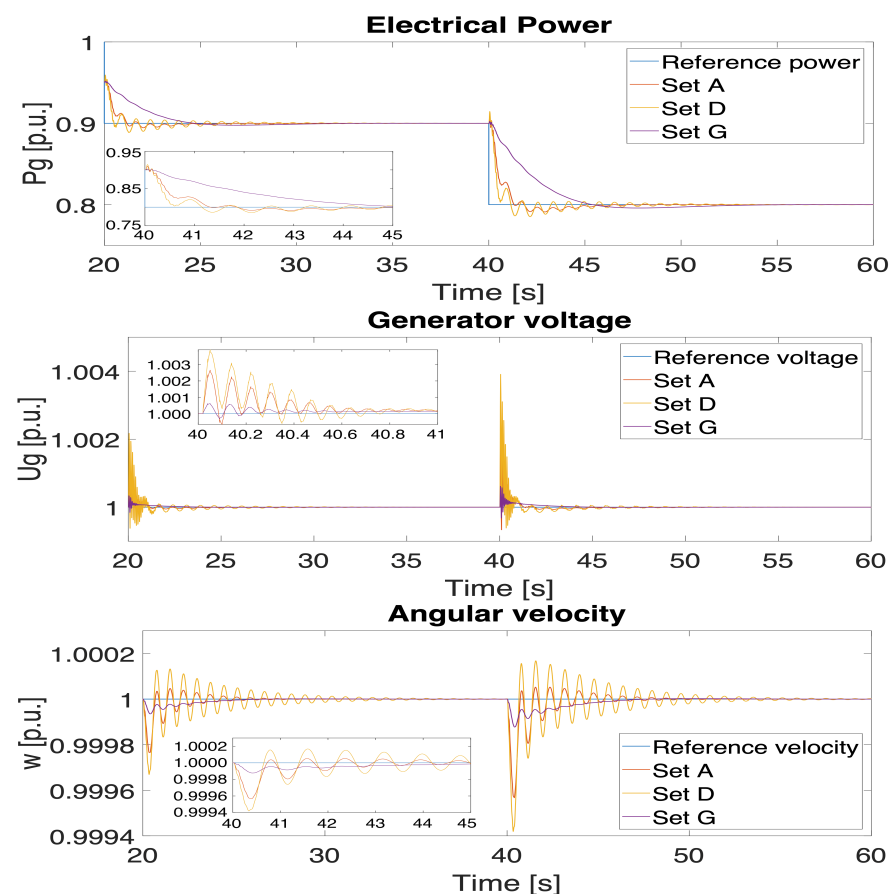 Electrical Power
1
0.9
0.8
Pg [p.u.]
Reference power
Set A
Set D
Set G
0.95
0.85
0.75
40 41 42 43 44 45
20 25 30 35 40 45 50 55 60
Time [s]
Generator voltage
1.004
1.002
1
Ug [p.u.]
1.003
1.002
1.001
1.000
40 40.2 40.4 40.6 40.8 41
Reference voltage
Set A
Set D
Set G
20 25 30 35 40 45 50 55 60
Time [s]
Angular velocity
1.0002
1
0.9998
0.9996
0.9994
w [p.u.]
1.0002
1.0000
0.9998
0.9996
0.9994
40 41 42 43 44 45
Reference velocity
Set A
Set D
Set G
20 30 40 50 60
Time [s]